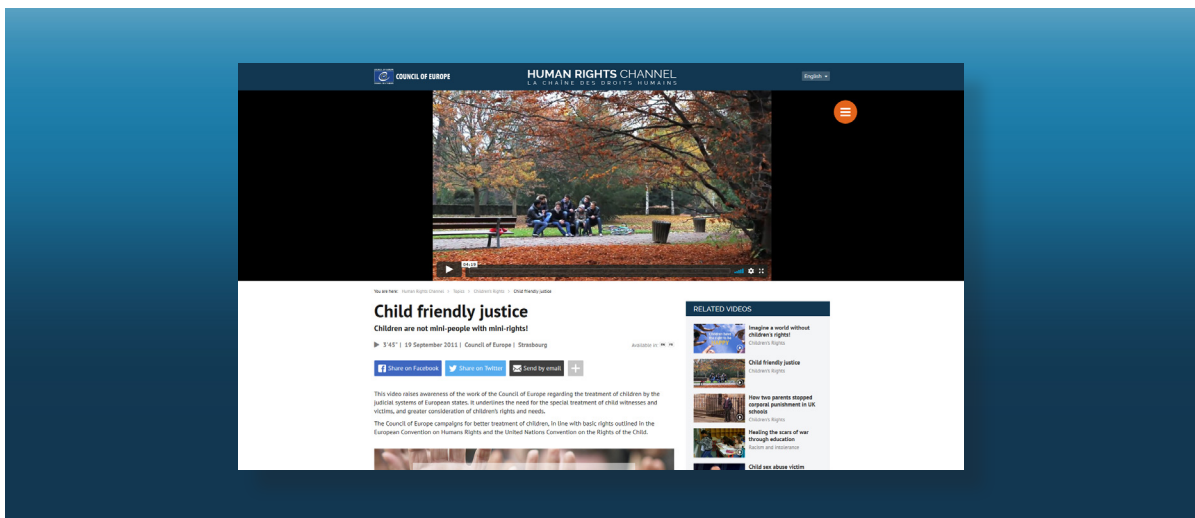 COUNCIL OF EUROPE
HUMAN RIGHTS CHANNEL
LA CHAÎNE DES DROITS HUMAINS
English
04:19
You are here: Human Rights Channel > Topics > Children's Rights > Child friendly justice
Child friendly justice
Children are not mini-people with mini-rights!
3'45" | 19 September 2011 | Council of Europe | Strasbourg
Available in:
Share on Facebook
Share on Twitter
Send by email
This video raises awareness of the work of the Council of Europe regarding the treatment of children by the
judicial systems of European states. It underlines the need for the special treatment of child witnesses and
victims, and greater consideration of children's rights and needs.
The Council of Europe campaigns for better treatment of children, in line with basic rights outlined in the
European Convention on Humans Rights and the United Nations Convention on the Rights of the Child.
RELATED VIDEOS
Imagine a world without
children's rights!
Children's Rights
Child friendly justice
Children's Rights
How two parents stopped
corporal punishment in UK
schools
Children's Rights
Healing the scars of war
through education
Racism and intolerance
Child sex abuse victim